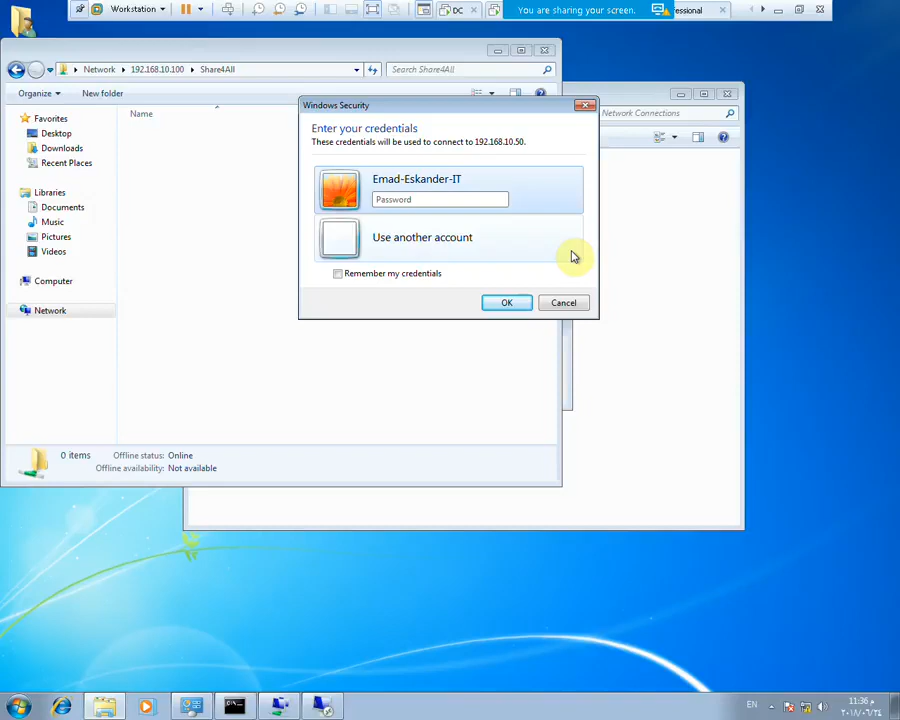 Workstation
DC
You are sharing your screen.
essional
Network
192.168.10.100
Share4All
Search Share4All
Organize
New folder
Network Connections
Favorites
Desktop
Downloads
Recent Places
Libraries
Documents
Music
Pictures
Videos
Computer
Network
Name
Windows Security
Enter your credentials
These credentials will be used to connect to 192.168.10.50.
Emad-Eskander-IT
Password
Use another account
Remember my credentials
OK
Cancel
0 items
Offline status: Online
Offline availability: Not available
EN
11:36 م
٢٠١٨/٠٦/٢٤